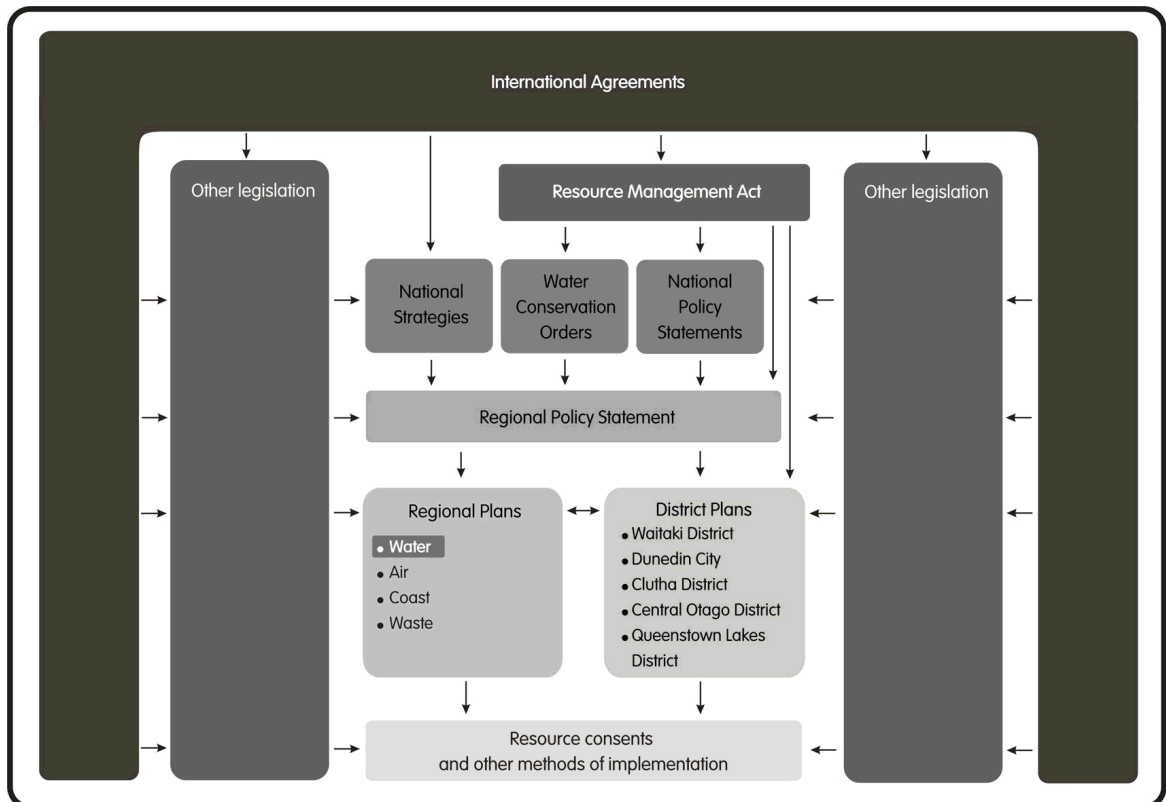 International Agreements
Other legislation
Resource Management Act
Other legislation
National
Strategies
Water
Conservation
Orders
National
Policy
Statements
Regional Policy Statement
Regional Plans
• Water
• Air
• Coast
• Waste
District Plans
• Waitaki District
• Dunedin City
• Clutha District
• Central Otago District
• Queenstown Lakes
District
Resource consents
and other methods of implementation